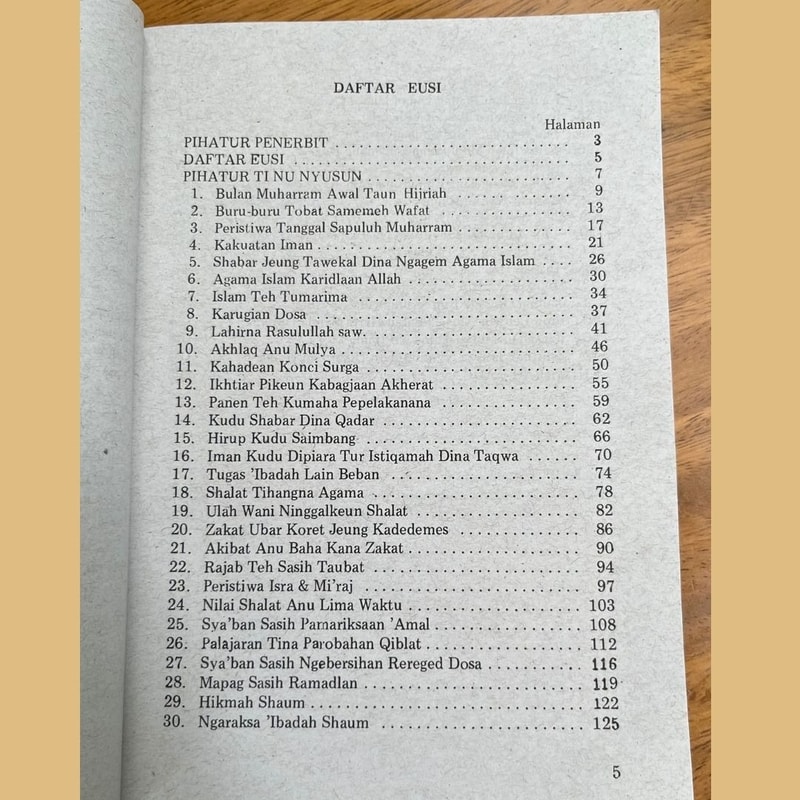 DAFTAR EUSI
Halaman
PIHATUR PENERBIT ............................. 3
DAFTAR EUSI .................................. 5
PIHATUR TI NU NYUSUN ......................... 7
1. Bulan Muharram Awal Taun Hijriah .............. 9
2. Buru-buru Tobat Samemeh Wafat ................ 13
3. Peristiwa Tanggal Sapuluh Muharram ............. 17
4. Kakuatan Iman ............................... 21
5. Shabar Jeung Tawekal Dina Ngagem Agama Islam .... 26
6. Agama Islam Karidlaan Allah .................... 30
7. Islam Teh Tumarima .......................... 34
8. Karugian Dosa ............................... 37
9. Lahirna Rasulullah saw. ......................... 41
10. Akhlaq Anu Mulya ............................ 46
11. Kahadean Konci Surga ......................... 50
12. Ikhtiar Pikeun Kabagjaan Akherat ................ 55
13. Panen Teh Kumaha Pepelakanana ................. 59
14. Kudu Shabar Dina Qadar ....................... 62
15. Hirup Kudu Saimbang ......................... 66
16. Iman Kudu Dipiara Tur Istiqamah Dina Taqwa ...... 70
17. Tugas 'Ibadah Lain Beban ....................... 74
18. Shalat Tihangna Agama ......................... 78
19. Ulah Wani Ninggalkeun Shalat ................... 82
20. Zakat Ubar Koret Jeung Kadedemes .............. 86
21. Akibat Anu Baha Kana Zakat .................... 90
22. Rajab Teh Sasih Taubat ........................ 94
23. Peristiwa Isra & Mi'raj ......................... 97
24. Nilai Shalat Anu Lima Waktu ................... 103
25. Sya'ban Sasih Pamariksaan 'Amal ................. 108
26. Palajaran Tina Parobahan Qiblat .................. 112
27. Sya'ban Sasih Ngebersihan Rereged Dosa ........... 116
28. Mapag Sasih Ramadlan ......................... 119
29. Hikmah Shaum ............................... 122
30. Ngaraksa 'Ibadah Shaum ....................... 125
5